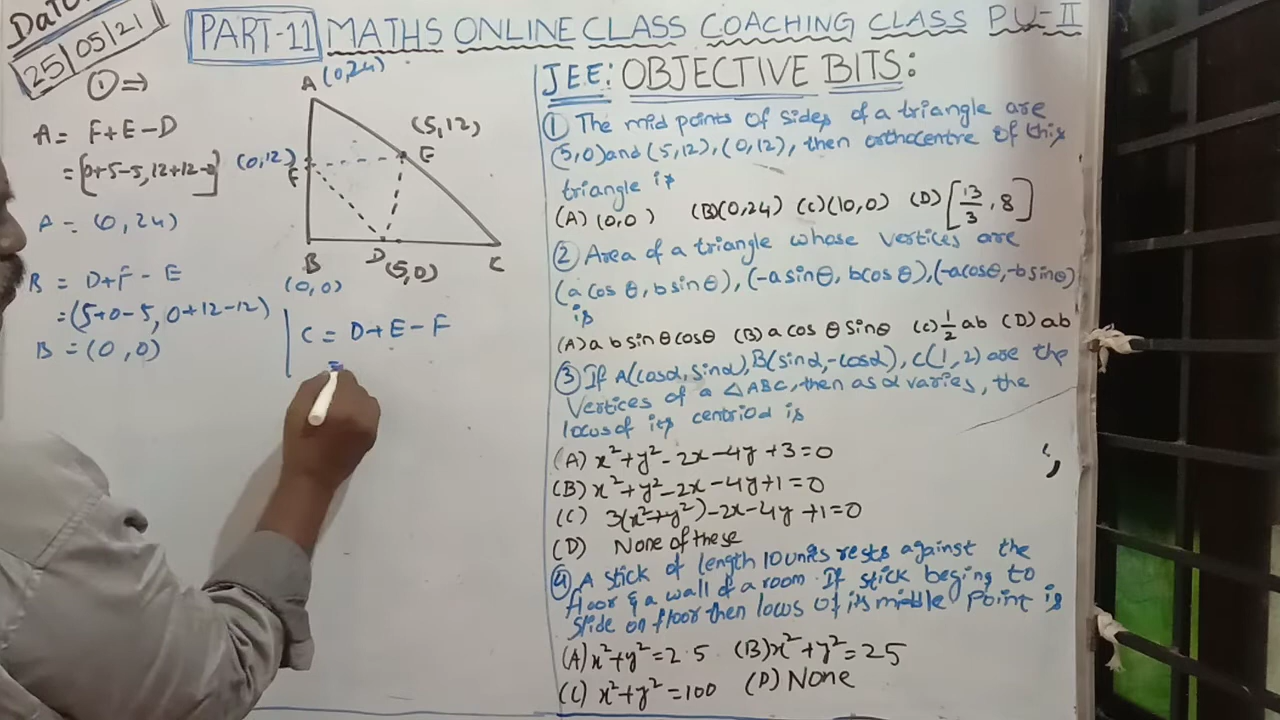 Date
25/05/21
PART-11 MATHS ONLINE CLASS COACHING CLASS P.U-II
① ⇒
A = F+E-D
= [0+5-5, 12+12-0]
A = (0, 24)
B = D+F-E
= (5+0-5, 0+12-12)
B = (0, 0)
C = D+E-F
=
A (0,24)
(5,12)
E
(0,12)
F
B
D (5,0)
C
(0,0)
JEE: OBJECTIVE BITS:
① The mid points of sides of a triangle are
(5,0) and (5,12), (0,12), then orthocentre of this
triangle is
(A) (0,0) (B) (0,24) (C) (10,0) (D) [13/3, 8]
② Area of a triangle whose vertices are
(a cos θ, b sin θ), (-a sin θ, b cos θ), (-a cos θ, -b sin θ)
is
(A) a b sin θ cos θ (B) a cos θ sin θ (C) 1/2 ab (D) ab
③ If A(cosα, sinα), B(sinα, -cosα), C(1, 2) are the
Vertices of a △ABC, then as α varies, the
locus of its centriod is
(A) x² + y² - 2x - 4y + 3 = 0
(B) x² + y² - 2x - 4y + 1 = 0
(C) 3(x² + y²) - 2x - 4y + 1 = 0
(D) None of these
④ A stick of length 10 units rests against the
floor & a wall of a room. If stick begins to
slide on floor then locus of its middle point is
(A) x² + y² = 2.5 (B) x² + y² = 25
(C) x² + y² = 100 (D) None